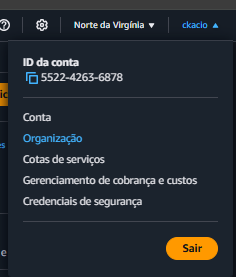 Norte da Virgínia ckacio
ID da conta
5522-4263-6878
Conta
Organização
Cotas de serviços
Gerenciamento de cobrança e custos
Credenciais de segurança
Sair